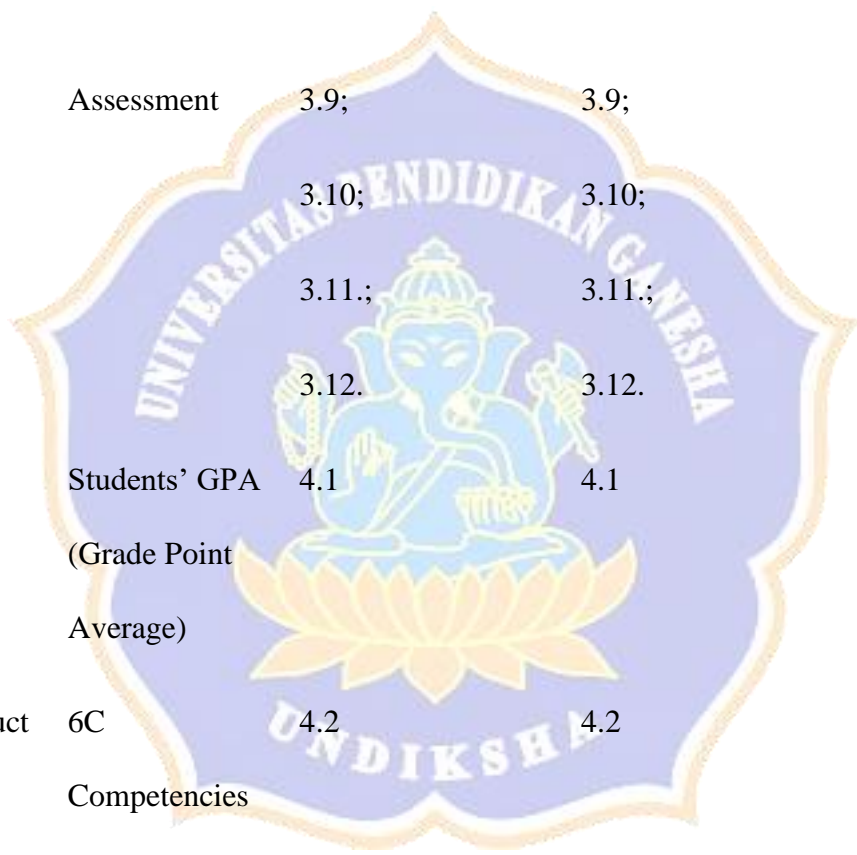 Assessment 3.9; 3.9;
3.10; 3.10;
3.11.; 3.11.;
3.12. 3.12.
Students’ GPA 4.1 4.1
(Grade Point
Average)
uct 6C 4.2 4.2
Competencies
UNIVERSITAS PENDIDIKAN GANESHA
UNDIKSHA